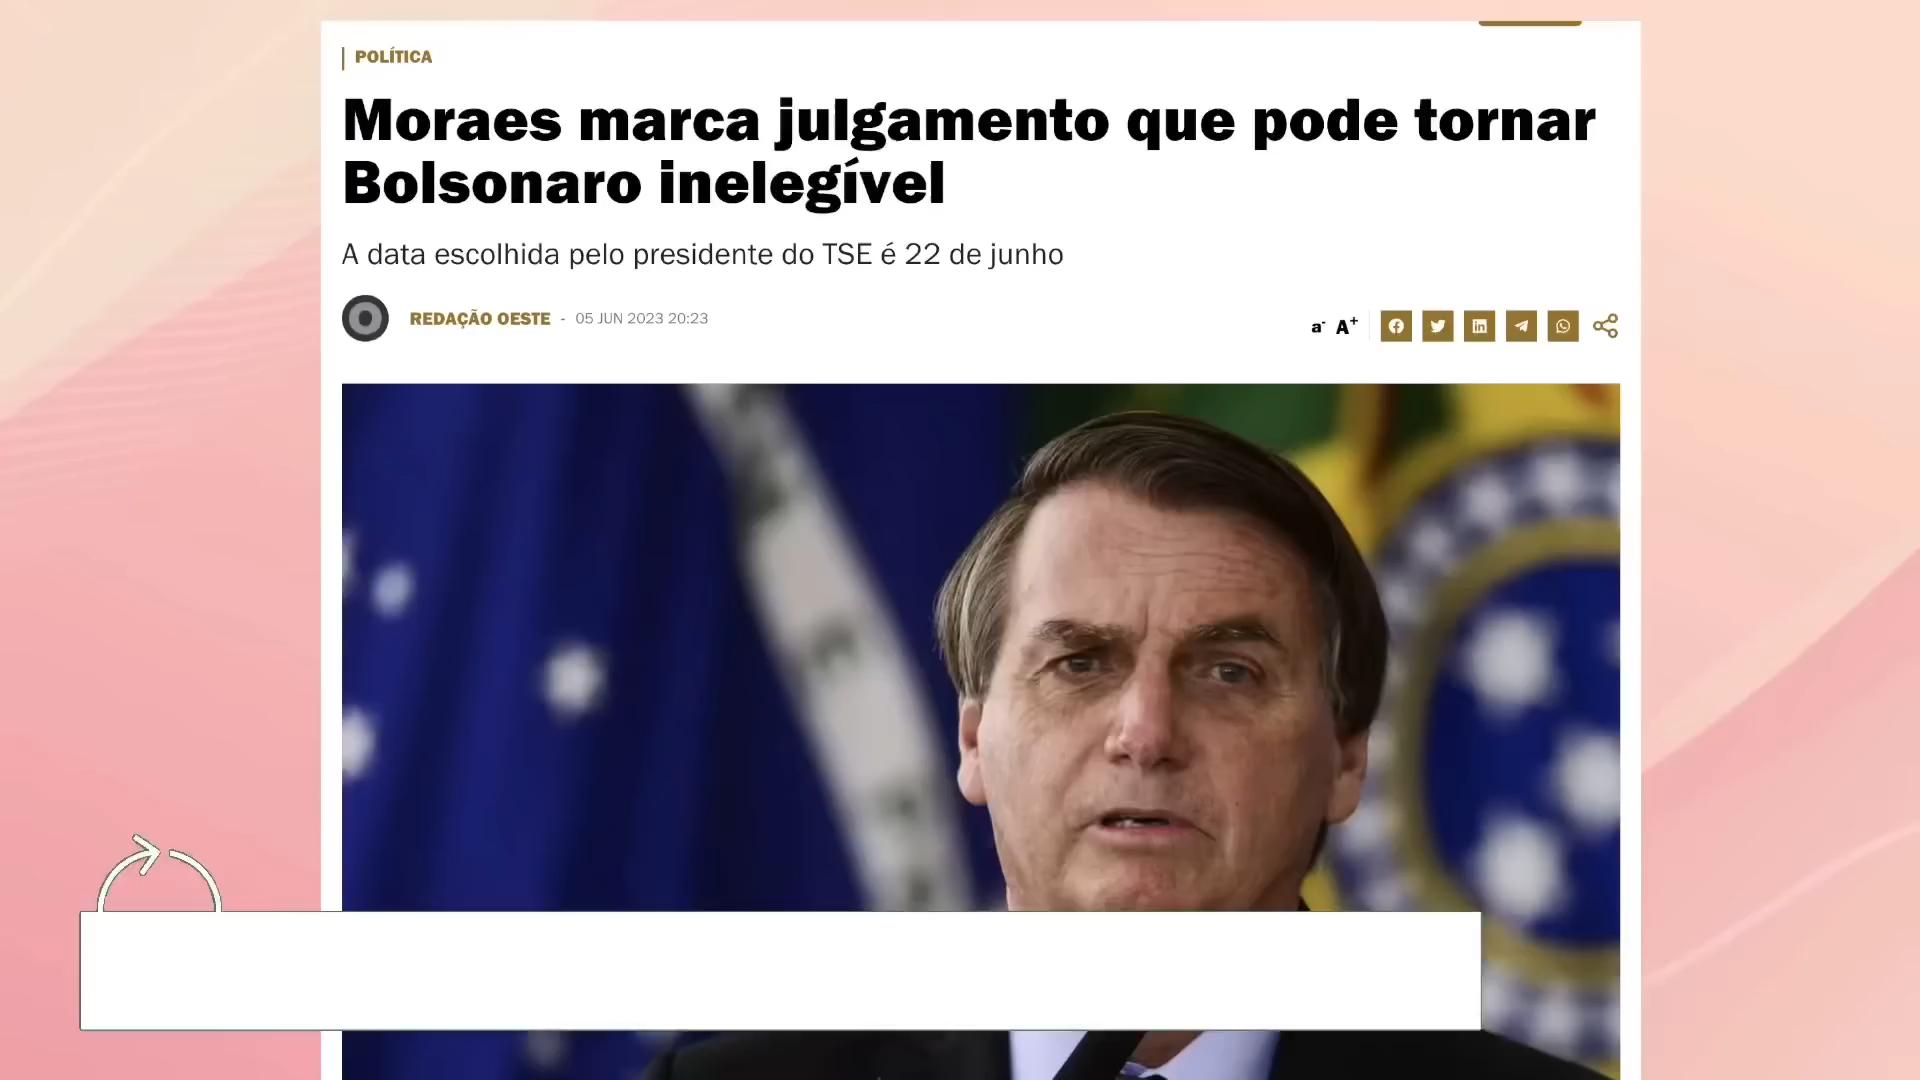 POLÍTICA
Moraes marca julgamento que pode tornar
Bolsonaro inelegível
A data escolhida pelo presidente do TSE é 22 de junho
REDAÇÃO OESTE - 05 JUN 2023 20:23
a- A+